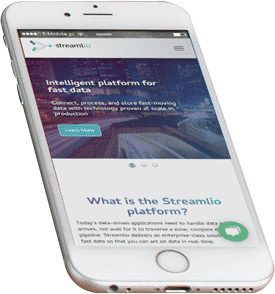 T-Mobile.pl
streamlio
Intelligent platform for
fast data
Connect, process, and store fast-moving
data with technology proven at scale in
production
Learn More
What is the Streamlio
platform?
Today's data-driven applications need to handle data
arrives, not wait for it to traverse a slow, complex d
pipeline. Streamlio delivers an enterprise-class solut
fast data so that you can act on data in real-time,